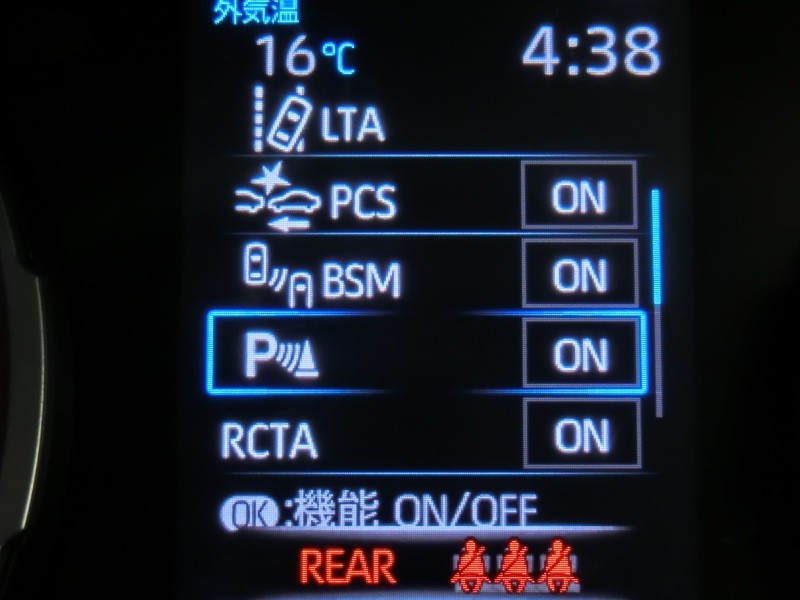 外気温
16℃ 4:38
LTA
PCS ON
BSM ON
P ON
RCTA ON
OK:機能 ON/OFF
REAR